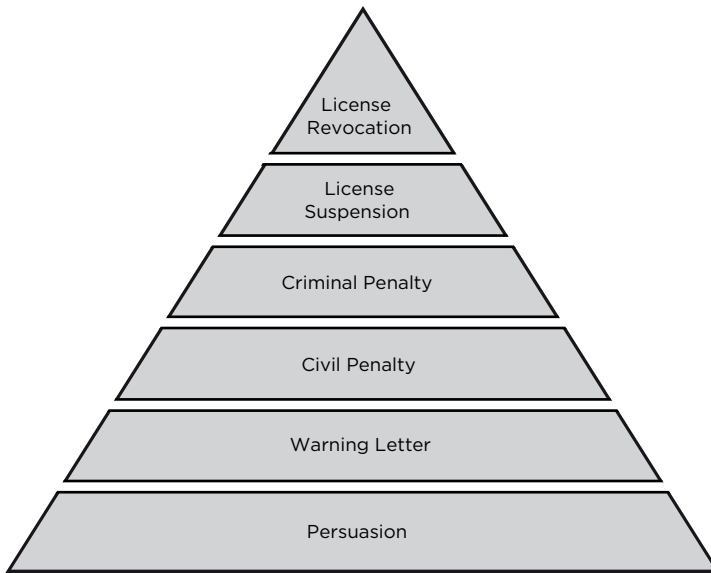 License
Revocation
License
Suspension
Criminal Penalty
Civil Penalty
Warning Letter
Persuasion